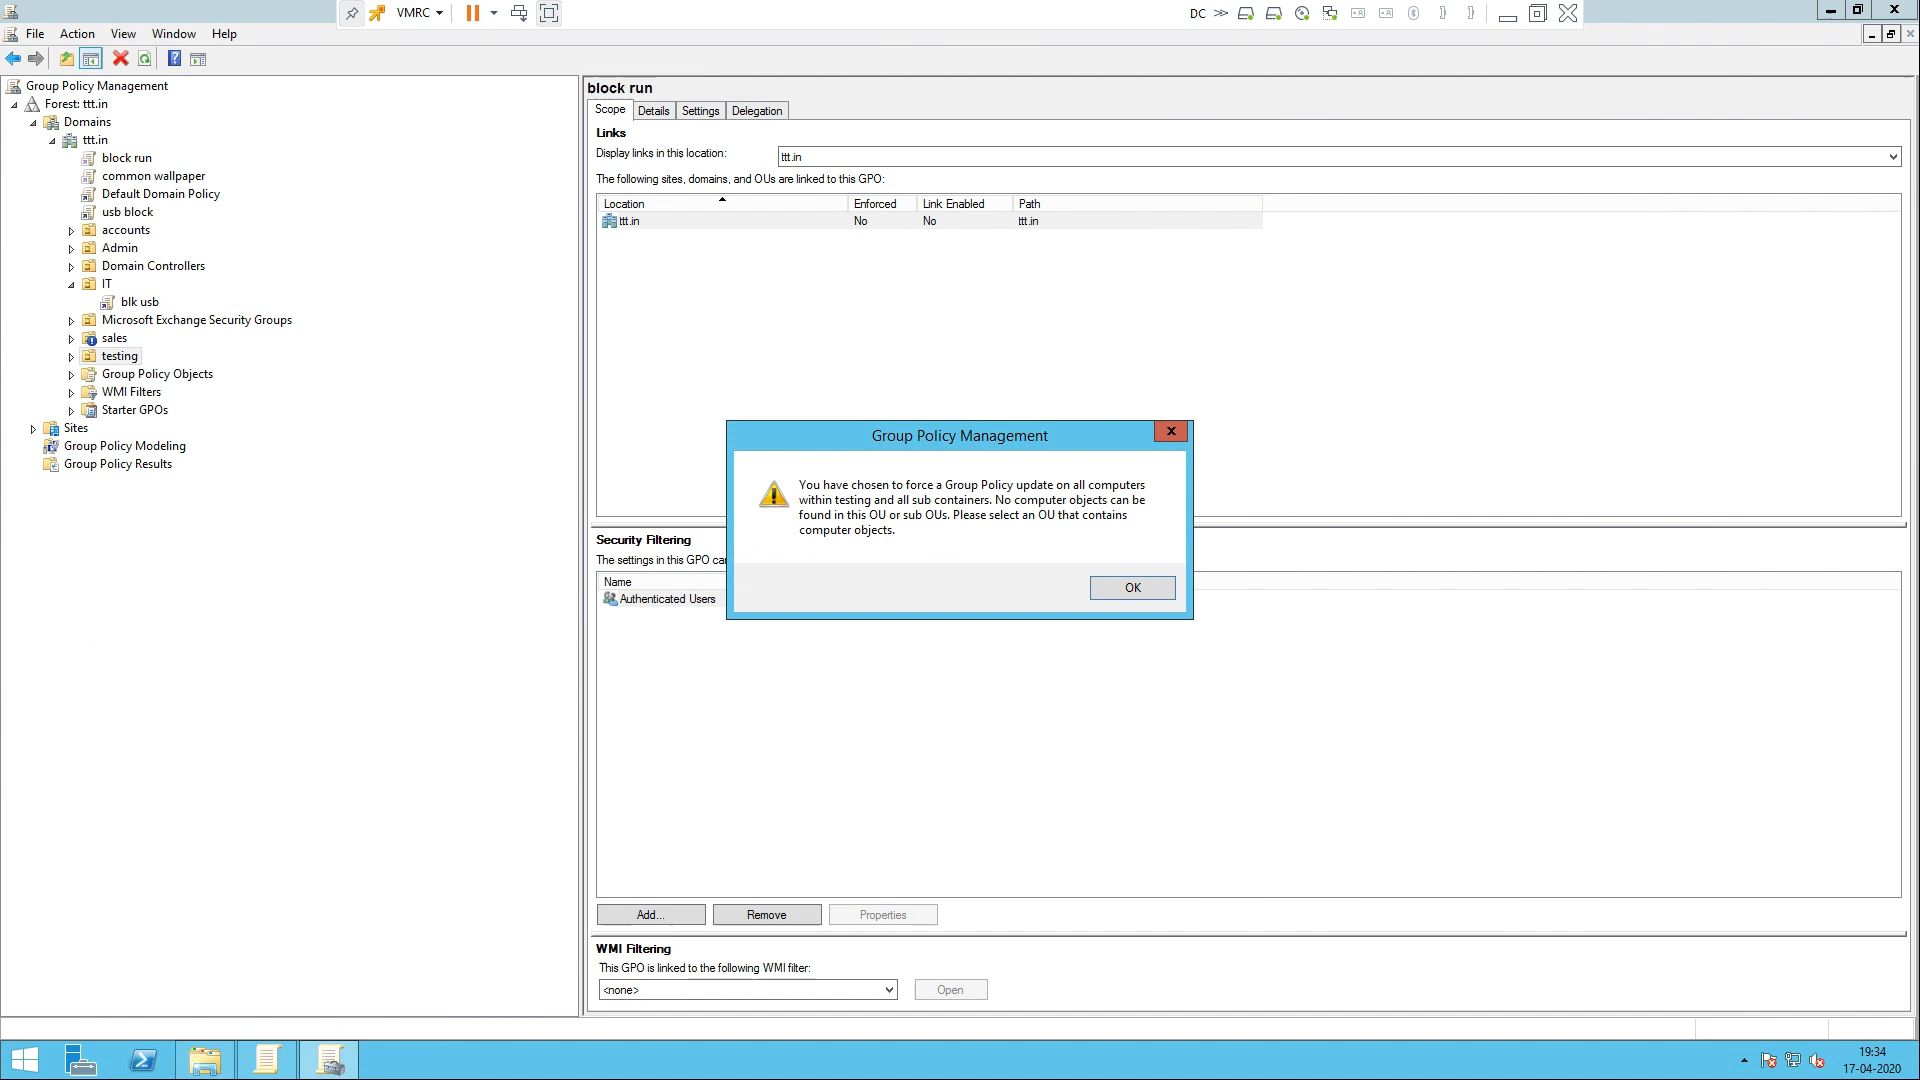 VMRC
DC
File Action View Window Help
Group Policy Management
Forest: ttt.in
Domains
ttt.in
block run
common wallpaper
Default Domain Policy
usb block
accounts
Admin
Domain Controllers
IT
blk usb
Microsoft Exchange Security Groups
sales
testing
Group Policy Objects
WMI Filters
Starter GPOs
Sites
Group Policy Modeling
Group Policy Results
block run
Scope Details Settings Delegation
Links
Display links in this location: ttt.in
The following sites, domains, and OUs are linked to this GPO:
Location Enforced Link Enabled Path
ttt.in No No ttt.in
Group Policy Management
You have chosen to force a Group Policy update on all computers
within testing and all sub containers. No computer objects can be
found in this OU or sub OUs. Please select an OU that contains
computer objects.
OK
Security Filtering
The settings in this GPO
Name
Authenticated Users
Add... Remove Properties
WMI Filtering
This GPO is linked to the following WMI filter:
<none> Open
19:34
17-04-2020